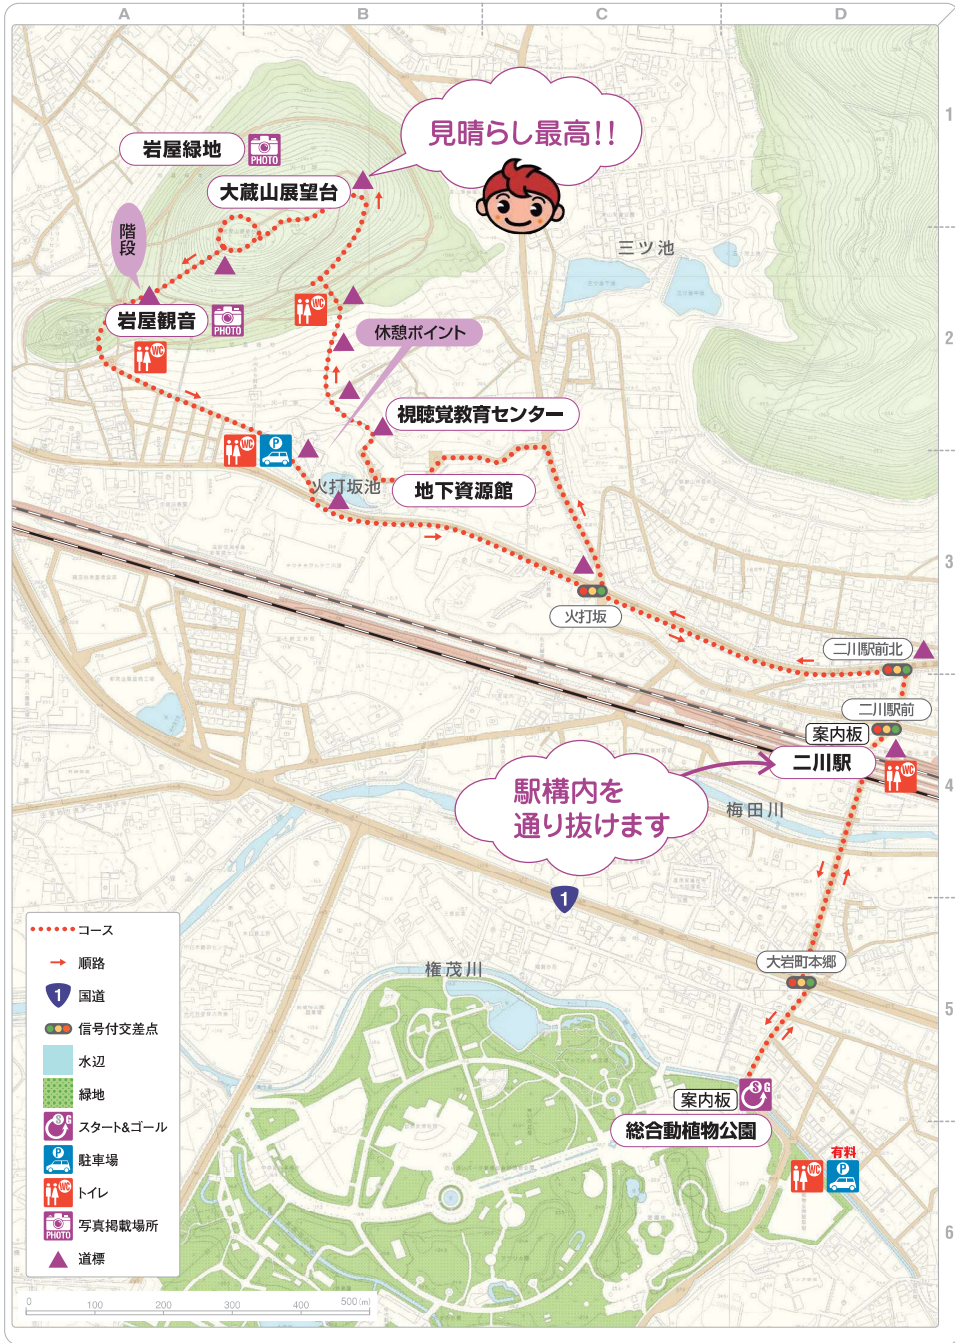 A
B
C
D
1
見晴らし最高!!
岩屋緑地
PHOTO
大蔵山展望台
階段
三ツ池
岩屋観音
PHOTO
WC
WC
2
休憩ポイント
視聴覚教育センター
WC
P
火打坂池
地下資源館
3
火打坂
二川駅前北
二川駅前
案内板
二川駅
WC
4
駅構内を
通り抜けます
梅田川
1
大岩町本郷
権茂川
5
案内板
S G
総合動植物公園
有料
WC
P
6
コース
順路
1 国道
信号付交差点
水辺
緑地
S G スタート&ゴール
P 駐車場
WC トイレ
PHOTO 写真掲載場所
道標
0 100 200 300 400 500(m)